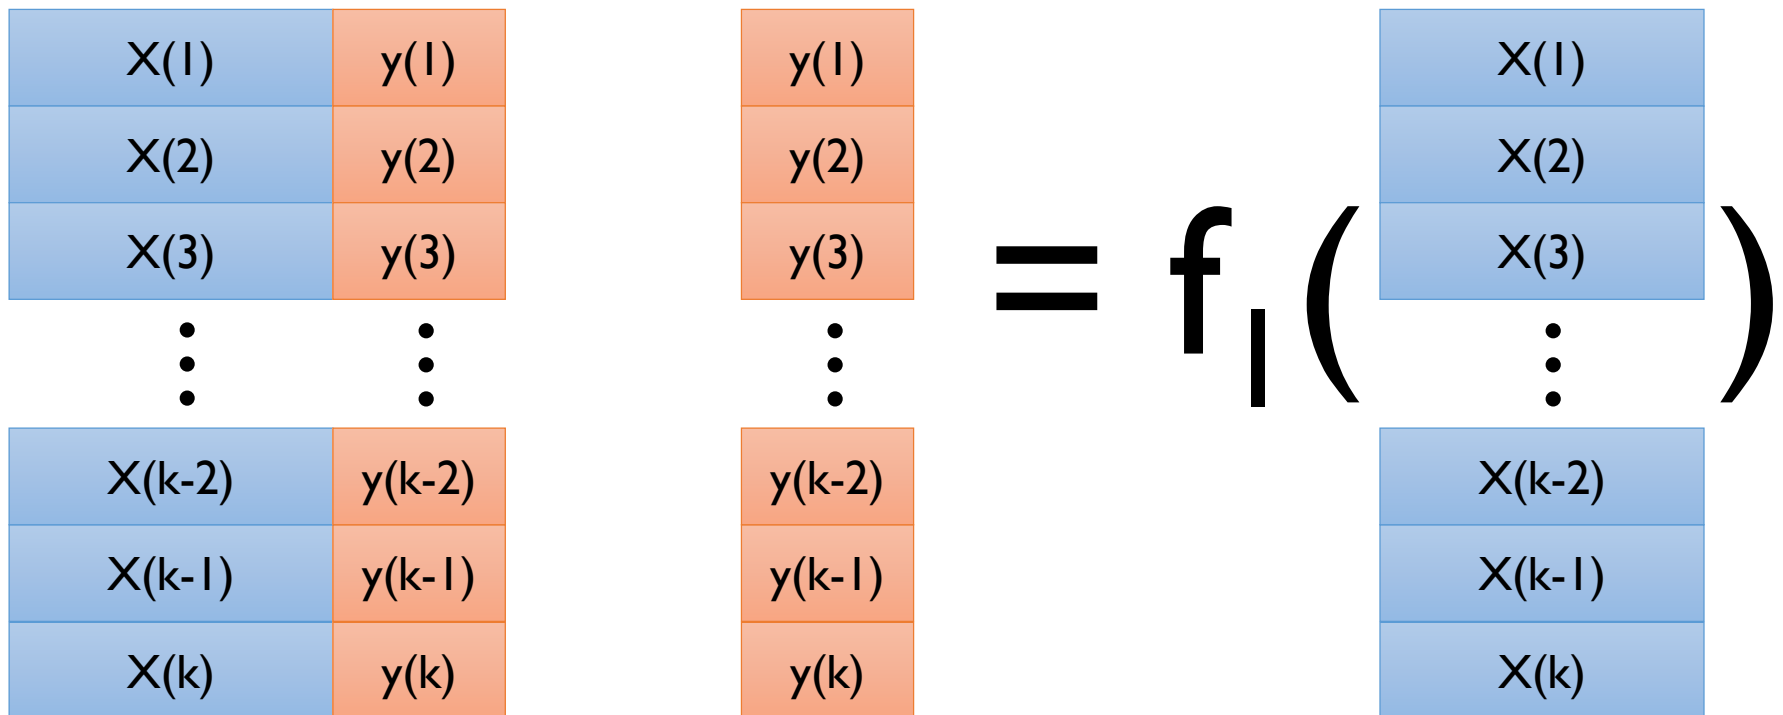 X(1) y(1) y(1) X(1)
X(2) y(2) y(2) X(2)
X(3) y(3) y(3) = f1( X(3) )
⋮ ⋮ ⋮ ⋮
X(k-2) y(k-2) y(k-2) X(k-2)
X(k-1) y(k-1) y(k-1) X(k-1)
X(k) y(k) y(k) X(k)